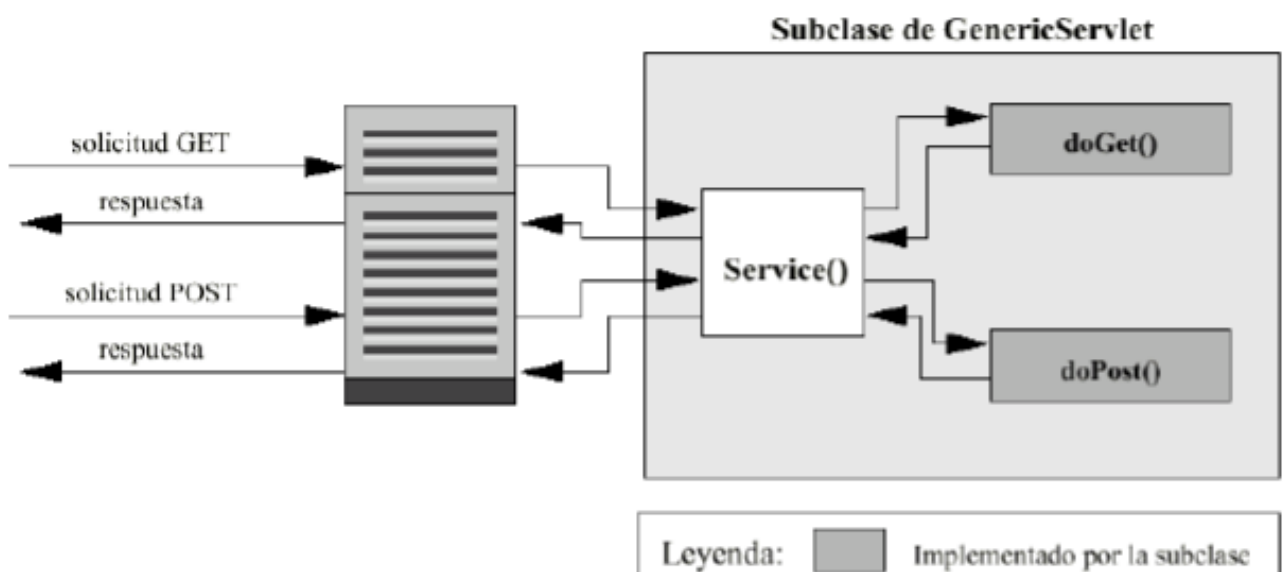 Subclase de GenericServlet
solicitud GET
respuesta
solicitud POST
respuesta
Service()
doGet()
doPost()
Leyenda:
Implementado por la subclase